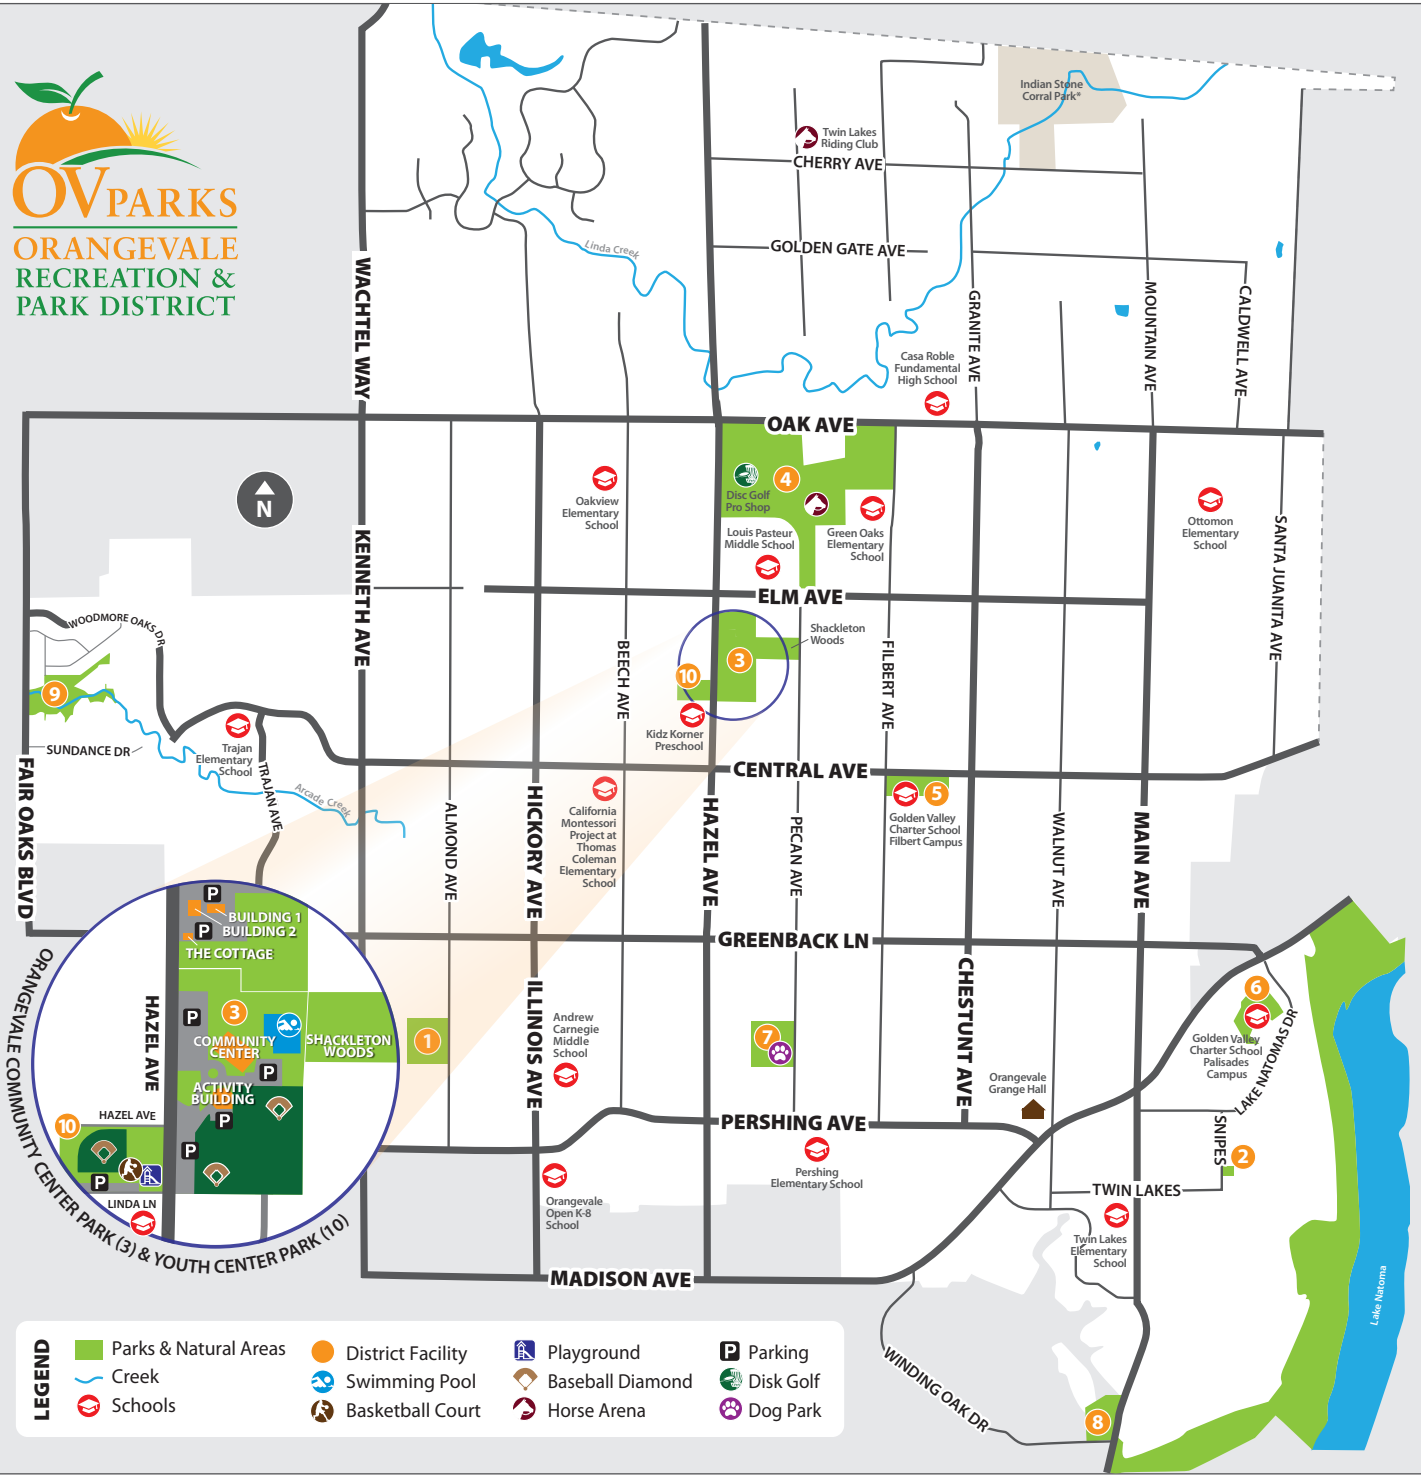 OVPARKS
ORANGEVALE
RECREATION &
PARK DISTRICT
Indian Stone
Corral Park*
Twin Lakes
Riding Club
CHERRY AVE
GOLDEN GATE AVE
Linda Creek
WACHTEL WAY
GRANITE AVE
MOUNTAIN AVE
CALDWELL AVE
Casa Roble
Fundamental
High School
OAK AVE
N
Oakview
Elementary
School
Disc Golf
Pro Shop
4
Louis Pasteur
Middle School
Green Oaks
Elementary
School
Ottomon
Elementary
School
KENNETH AVE
SANTA JUANITA AVE
ELM AVE
WOODMORE OAKS DR
Shackleton
Woods
BEECH AVE
FILBERT AVE
3
10
9
Kidz Korner
Preschool
SUNDANCE DR
Trajan
Elementary
School
TRAJAN AVE
Arcade Creek
CENTRAL AVE
FAIR OAKS BLVD
ALMOND AVE
HICKORY AVE
California
Montessori
Project at
Thomas
Coleman
Elementary
School
HAZEL AVE
PECAN AVE
5
Golden Valley
Charter School
Filbert Campus
WALNUT AVE
MAIN AVE
GREENBACK LN
P
BUILDING 1
BUILDING 2
P
THE COTTAGE
HAZEL AVE
P
3
COMMUNITY
CENTER
SHACKLETON
WOODS
P
ACTIVITY
BUILDING
P
HAZEL AVE
10
P
P
LINDA LN
ORANGEVALE COMMUNITY CENTER PARK (3) & YOUTH CENTER PARK (10)
1
ILLINOIS AVE
Andrew
Carnegie
Middle
School
7
CHESTUNT AVE
Orangevale
Grange Hall
6
Golden Valley
Charter School
Palisades
Campus
LAKE NATOMAS DR
SNIPES
2
PERSHING AVE
Pershing
Elementary School
Orangevale
Open K-8
School
TWIN LAKES
Twin Lakes
Elementary
School
MADISON AVE
WINDING OAK DR
8
Lake Natoma
LEGEND
Parks & Natural Areas
Creek
Schools
District Facility
Swimming Pool
Basketball Court
Playground
Baseball Diamond
Horse Arena
P Parking
Disk Golf
Dog Park